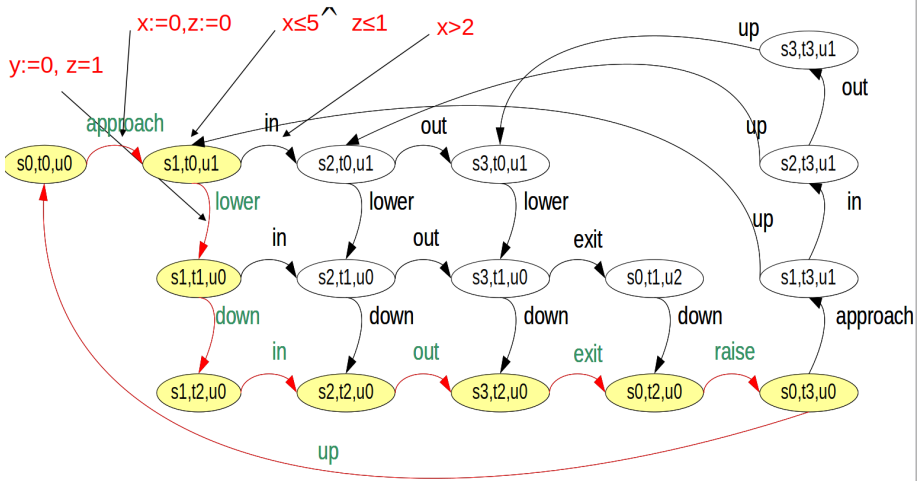 x:=0,z:=0
x≤5^ z≤1
x>2
up
s3,t3,u1
y:=0, z=1
out
approach
in
out
up
s0,t0,u0
s1,t0,u1
s2,t0,u1
s3,t0,u1
s2,t3,u1
lower
lower
lower
in
up
in
out
exit
s1,t1,u0
s2,t1,u0
s3,t1,u0
s0,t1,u2
s1,t3,u1
down
down
down
down
approach
in
out
exit
raise
s1,t2,u0
s2,t2,u0
s3,t2,u0
s0,t2,u0
s0,t3,u0
up